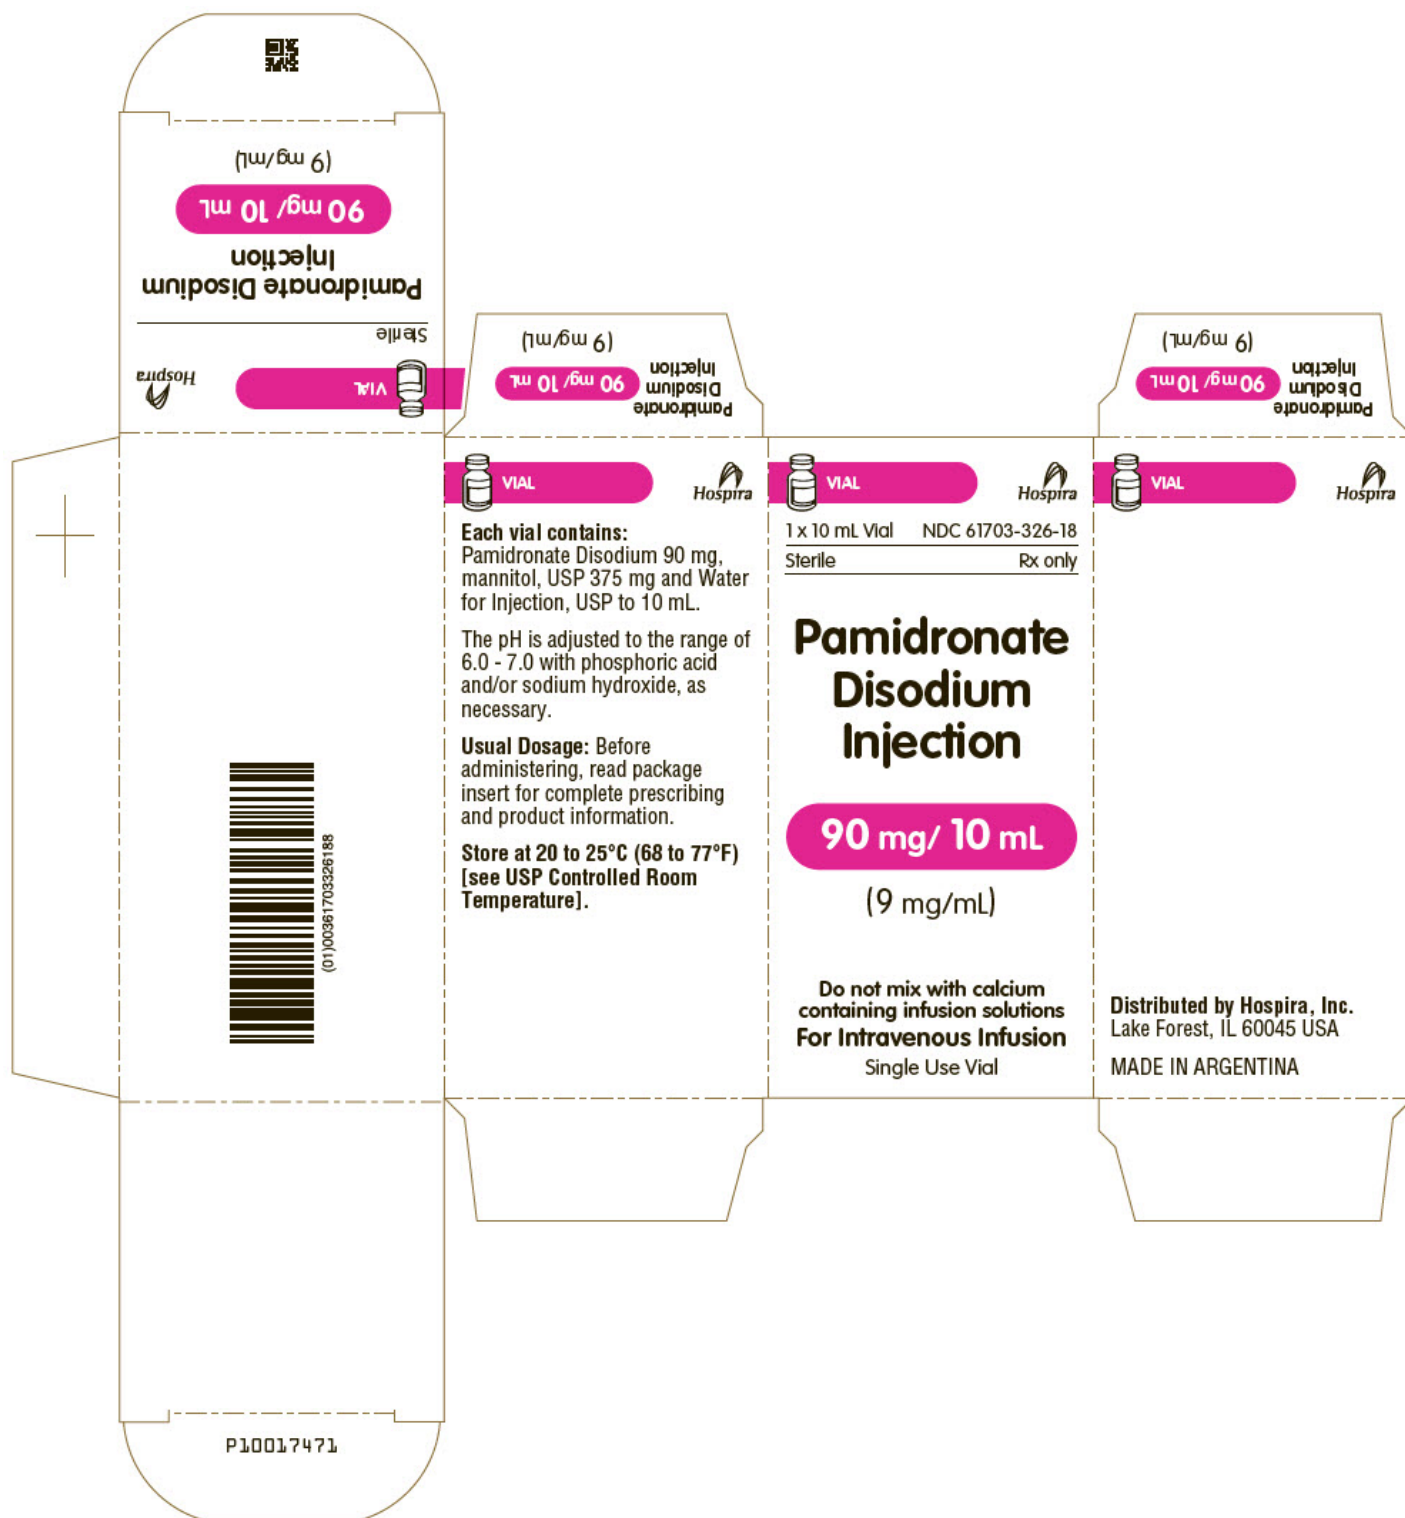 (9 mg/mL)
90 mg/ 10 mL
Pamidronate Disodium
Injection
Sterile
VIAL
Hospira
Pamidronate
Disodium
Injection
90 mg/ 10 mL
(9 mg/mL)
Pamidronate
Disodium
Injection
90 mg/ 10 mL
(9 mg/mL)
(01)00361703326188
VIAL
Hospira
Each vial contains:
Pamidronate Disodium 90 mg,
mannitol, USP 375 mg and Water
for Injection, USP to 10 mL.
The pH is adjusted to the range of
6.0 - 7.0 with phosphoric acid
and/or sodium hydroxide, as
necessary.
Usual Dosage: Before
administering, read package
insert for complete prescribing
and product information.
Store at 20 to 25°C (68 to 77°F)
[see USP Controlled Room
Temperature].
VIAL
Hospira
1 x 10 mL Vial NDC 61703-326-18
Sterile Rx only
Pamidronate
Disodium
Injection
90 mg/ 10 mL
(9 mg/mL)
Do not mix with calcium
containing infusion solutions
For Intravenous Infusion
Single Use Vial
VIAL
Hospira
Distributed by Hospira, Inc.
Lake Forest, IL 60045 USA
MADE IN ARGENTINA
P10017471